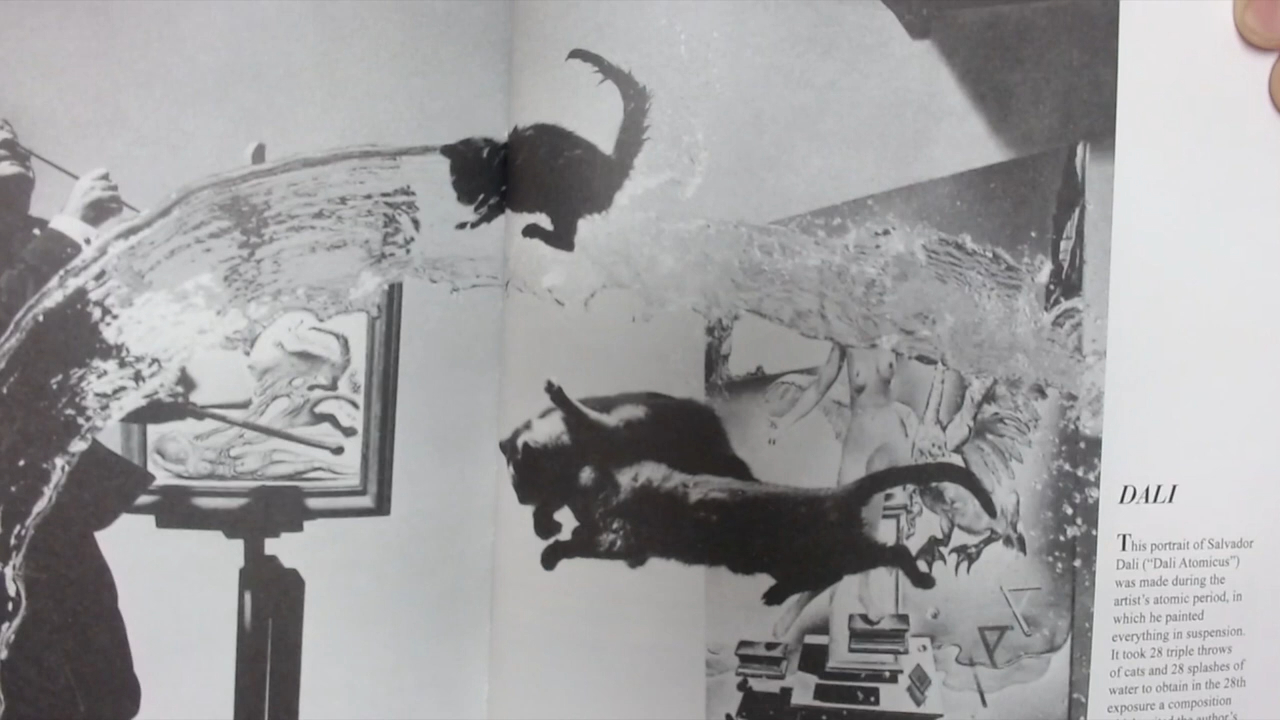 DALI
This portrait of Salvador
Dali (“Dali Atomicus”)
was made during the
artist’s atomic period, in
which he painted
everything in suspension.
It took 28 triple throws
of cats and 28 splashes of
water to obtain in the 28th
exposure a composition
the author’s